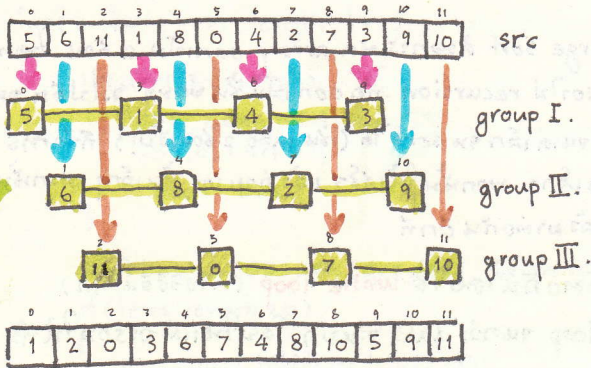 0 1 2 3 4 5 6 7 8 9 10 11
5 6 11 1 8 0 4 2 7 3 9 10 src
0 3 6 9
5 1 4 3 group I.
1 4 7 10
6 8 2 9 group II.
2 5 8 11
11 0 7 10 group III.
0 1 2 3 4 5 6 7 8 9 10 11
1 2 0 3 6 7 4 8 10 5 9 11